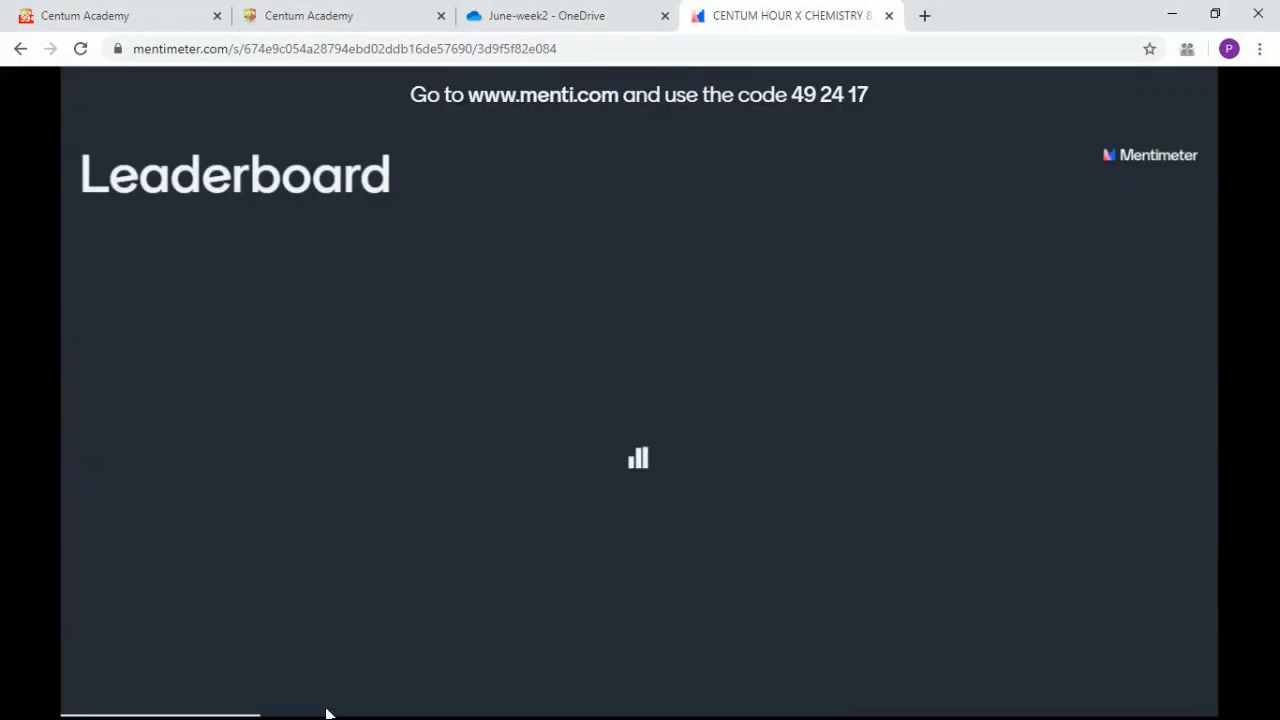 Centum Academy
Centum Academy
June-week2 - OneDrive
CENTUM HOUR X CHEMISTRY 8
mentimeter.com/s/674e9c054a28794ebd02ddb16de57690/3d9f5f82e084
P
Go to www.menti.com and use the code 49 24 17
Leaderboard
Mentimeter